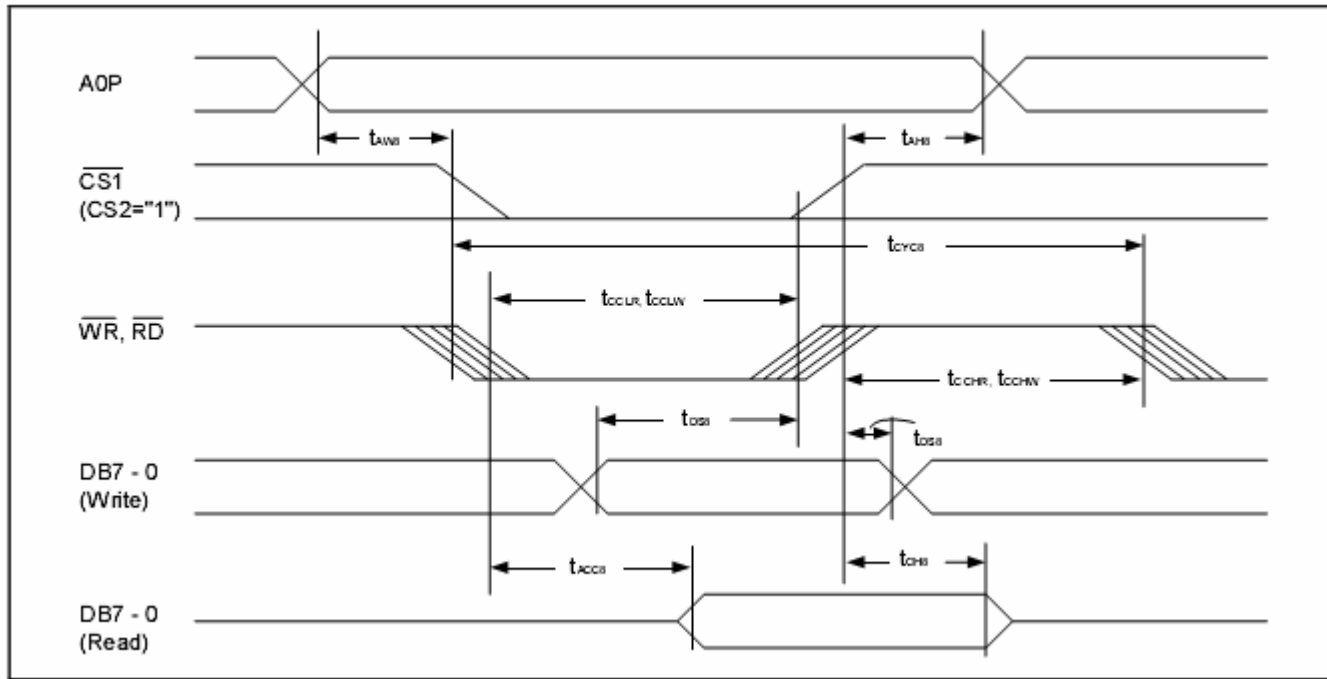 A0P
tAW8
tAH8
CS1
(CS2="1")
tCYC8
tCCLR, tCCLW
WR, RD
tCCHR, tCCHW
tDS8
tDS8
DB7 - 0
(Write)
tACC8
tOH8
DB7 - 0
(Read)